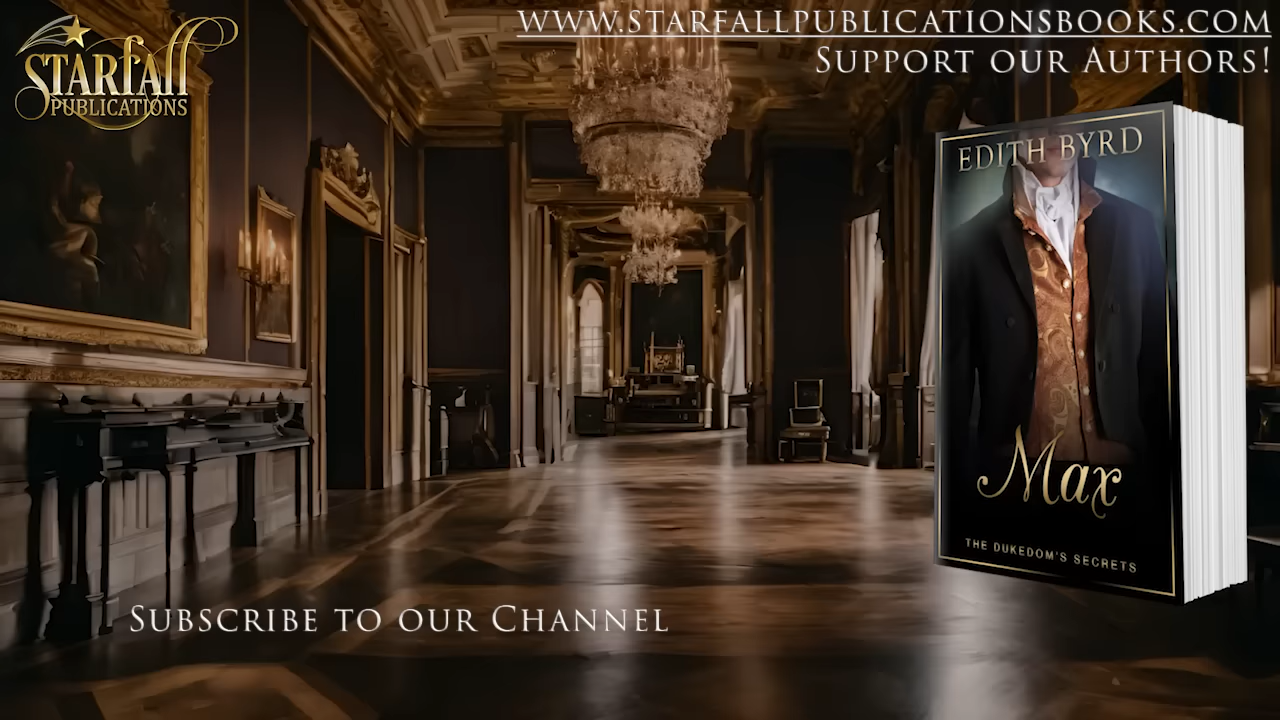 STARfall
PUBLICATIONS
WWW.STARFALLPUBLICATIONSBOOKS.COM
SUPPORT OUR AUTHORS!
EDITH BYRD
Max
THE DUKEDOM'S SECRETS
SUBSCRIBE TO OUR CHANNEL